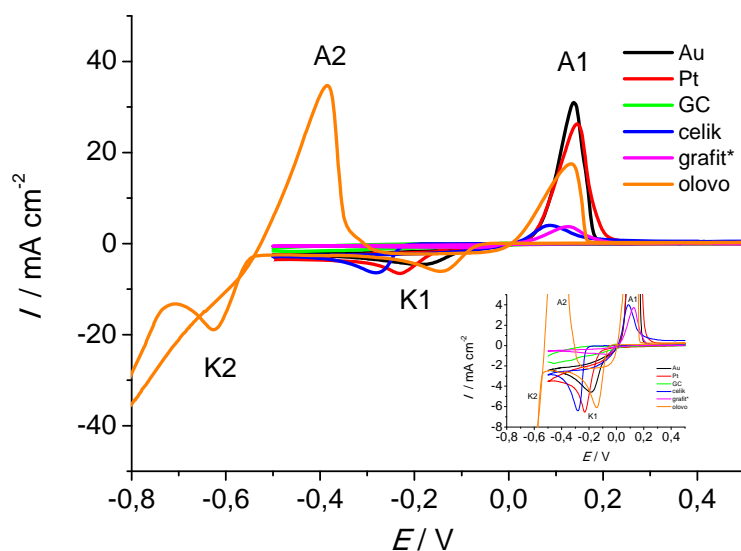 A2
A1
K1
K2
Au
Pt
GC
celik
grafit*
olovo
40
20
0
-20
-40
I / mA cm-2
-0,8 -0,6 -0,4 -0,2 0,0 0,2 0,4
E / V
A2
A1
K2
K1
Au
Pt
GC
celik
grafit*
olovo
4
2
0
-2
-4
-6
-8
I / mA cm-2
-0,8 -0,6 -0,4 -0,2 0,0 0,2 0,4
E / V